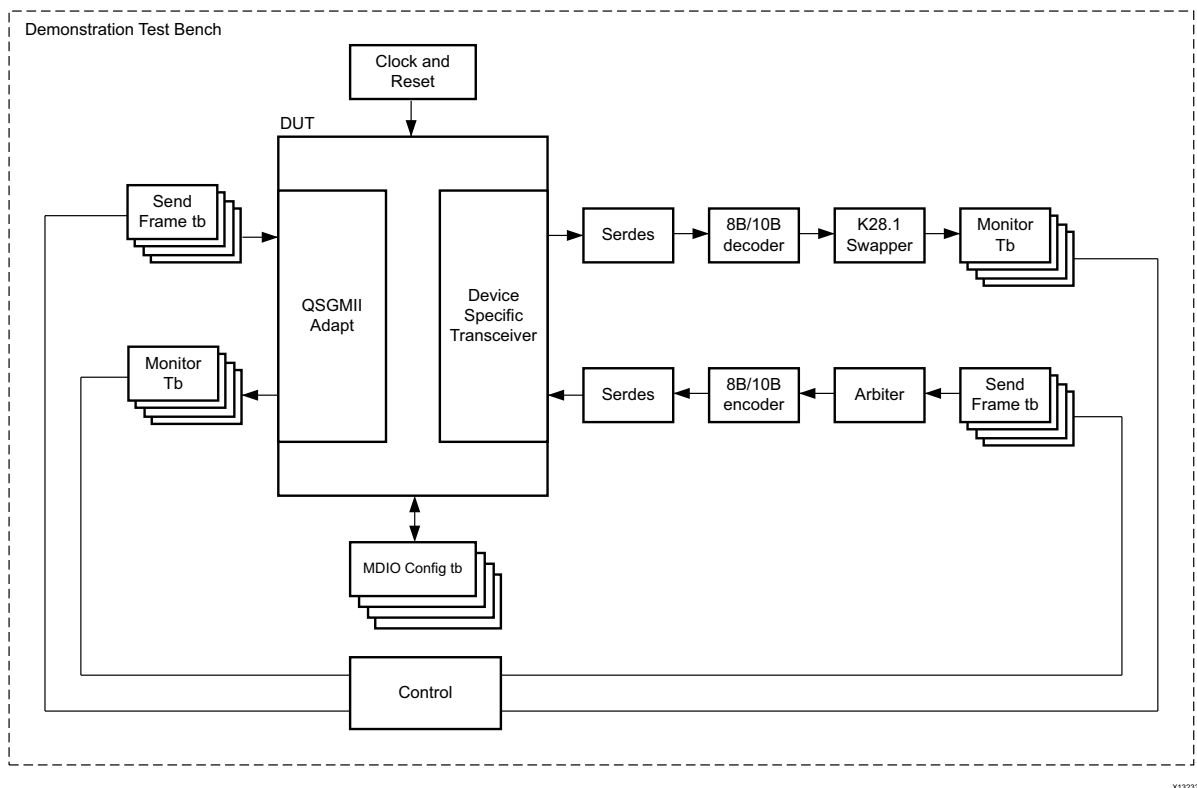 Demonstration Test Bench
Clock and
Reset
DUT
Send
Frame tb
QSGMII
Adapt
Device
Specific
Transceiver
Serdes
8B/10B
decoder
K28.1
Swapper
Monitor
Tb
Monitor
Tb
Serdes
8B/10B
encoder
Arbiter
Send
Frame tb
MDIO Config tb
Control